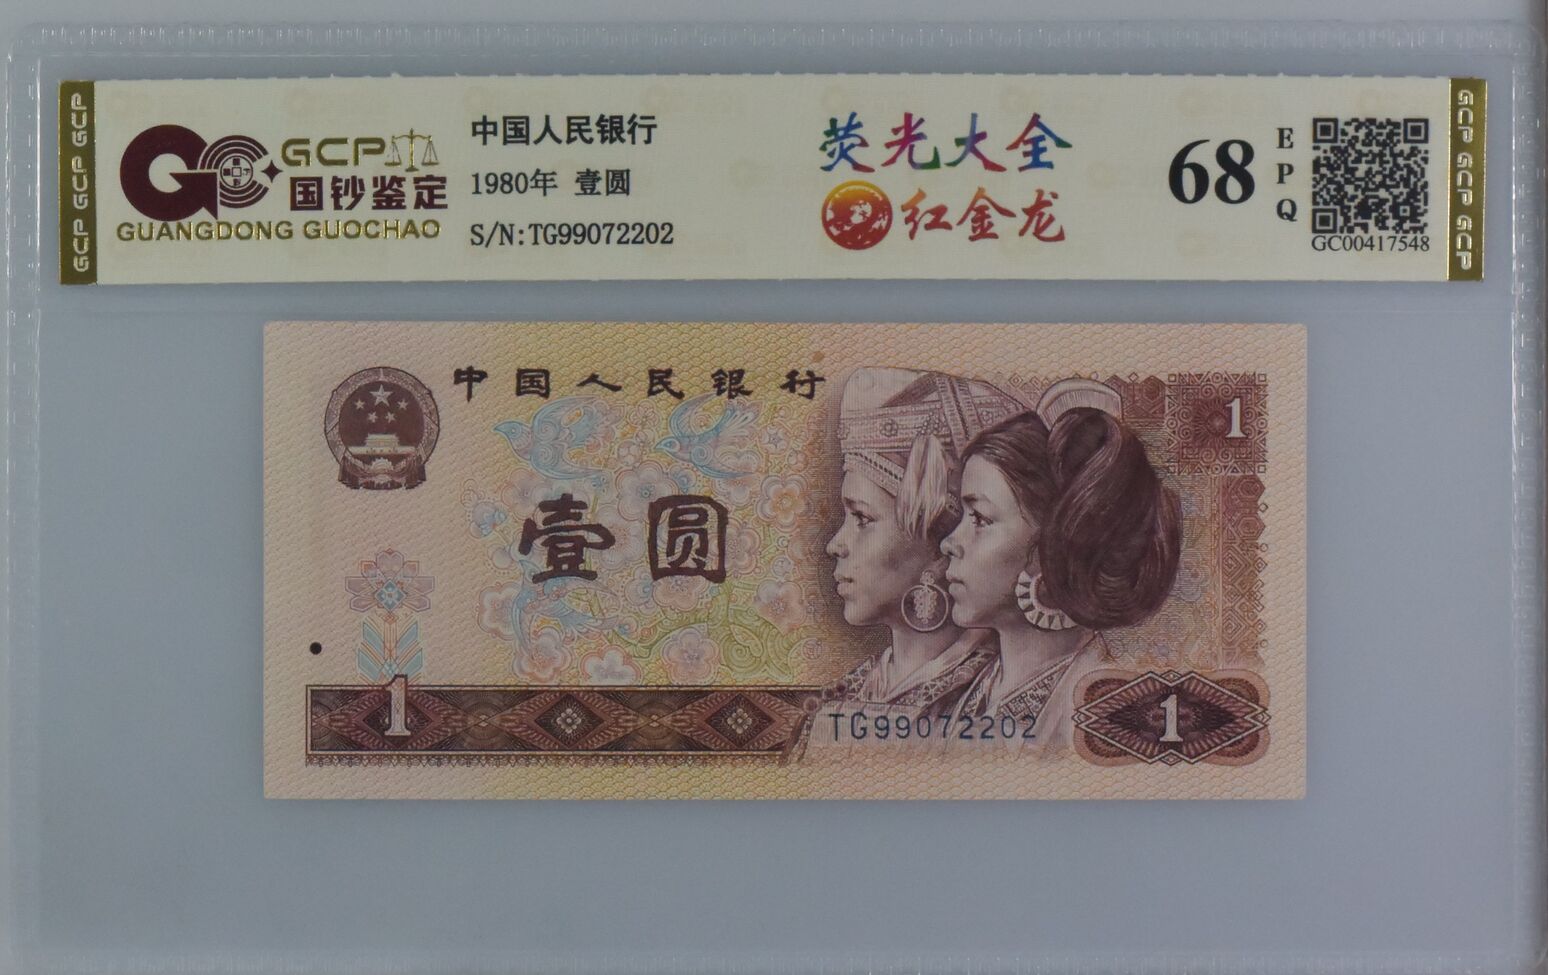 GCP GCP GCP
GCP
国钞鉴定
GUANGDONG GUOCHAO
中国人民银行
1980年 壹圆
S/N:TG99072202
荧光大全
红金龙
68
EPQ
GC00417548
GCP GCP GCP
中国人民银行
1
壹圆
1
TG99072202
1